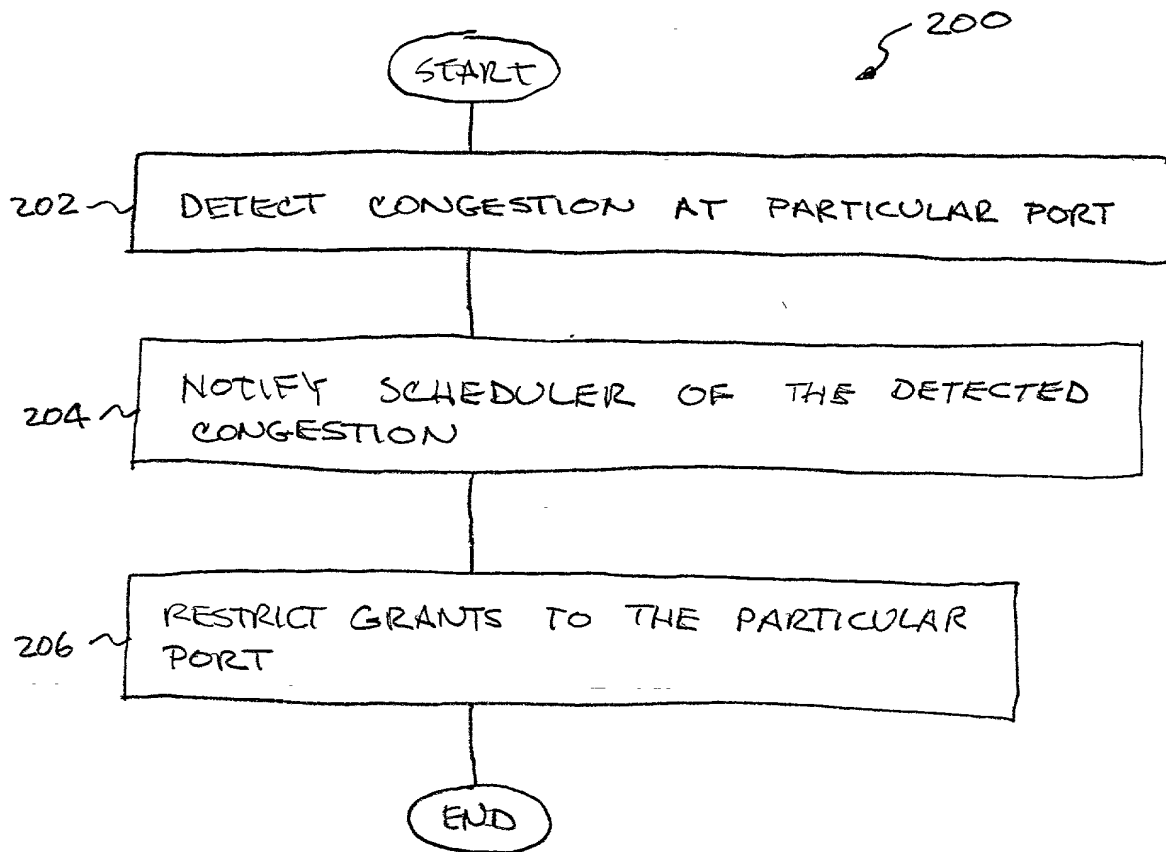 200
START
202
DETECT CONGESTION AT PARTICULAR PORT
204
NOTIFY SCHEDULER OF THE DETECTED
CONGESTION
206
RESTRICT GRANTS TO THE PARTICULAR
PORT
END